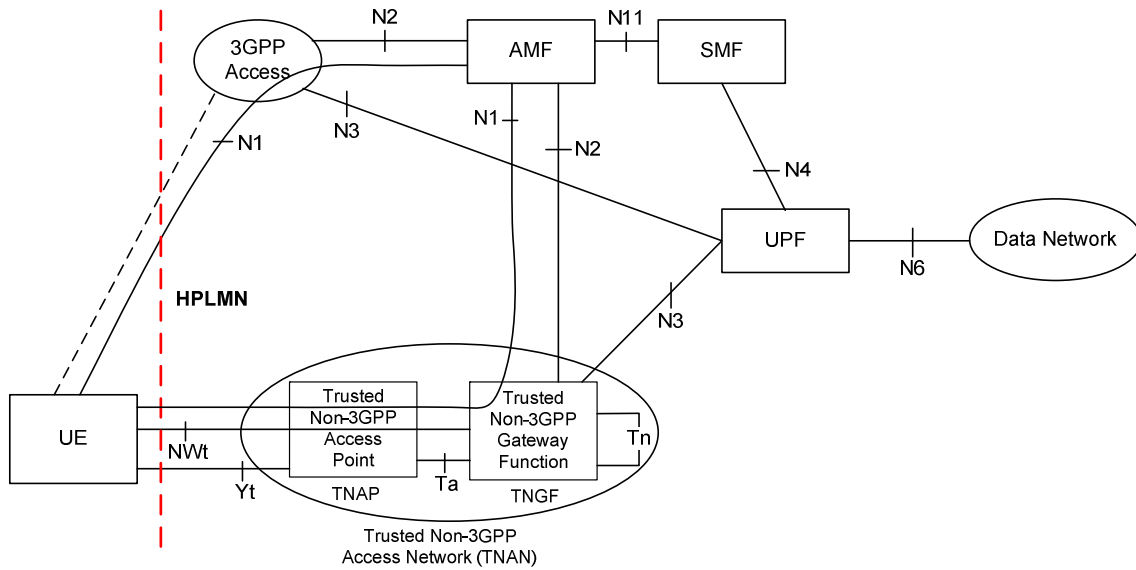 N2
N11
3GPP
Access
AMF
SMF
N1
N3
N1
N2
N4
UPF
Data Network
N6
HPLMN
N3
UE
Trusted
Non-3GPP
Access
Point
Trusted
Non-3GPP
Gateway
Function
Tn
NWt
Yt
Ta
TNAP
TNGF
Trusted Non-3GPP
Access Network (TNAN)